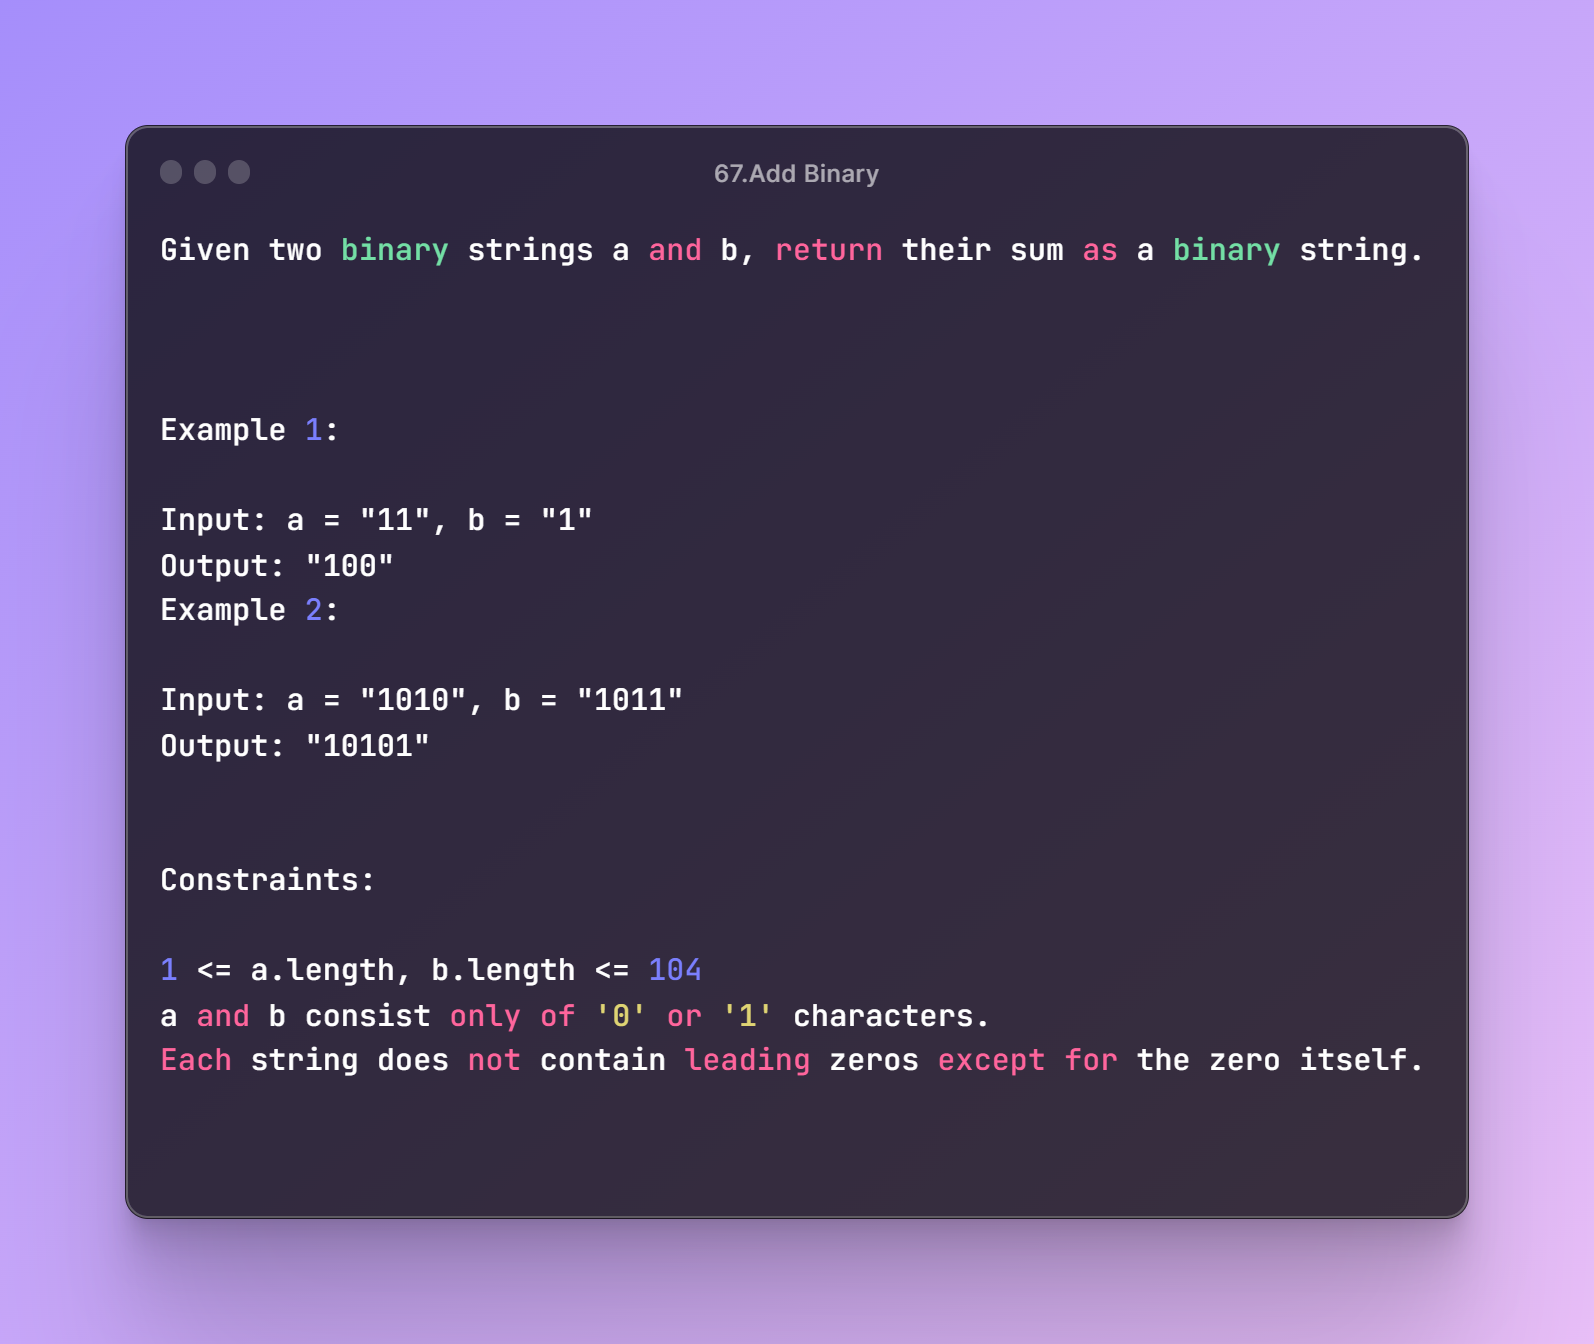 67.Add Binary
Given two binary strings a and b, return their sum as a binary string.
Example 1:
Input: a = "11", b = "1"
Output: "100"
Example 2:
Input: a = "1010", b = "1011"
Output: "10101"
Constraints:
1 <= a.length, b.length <= 104
a and b consist only of '0' or '1' characters.
Each string does not contain leading zeros except for the zero itself.